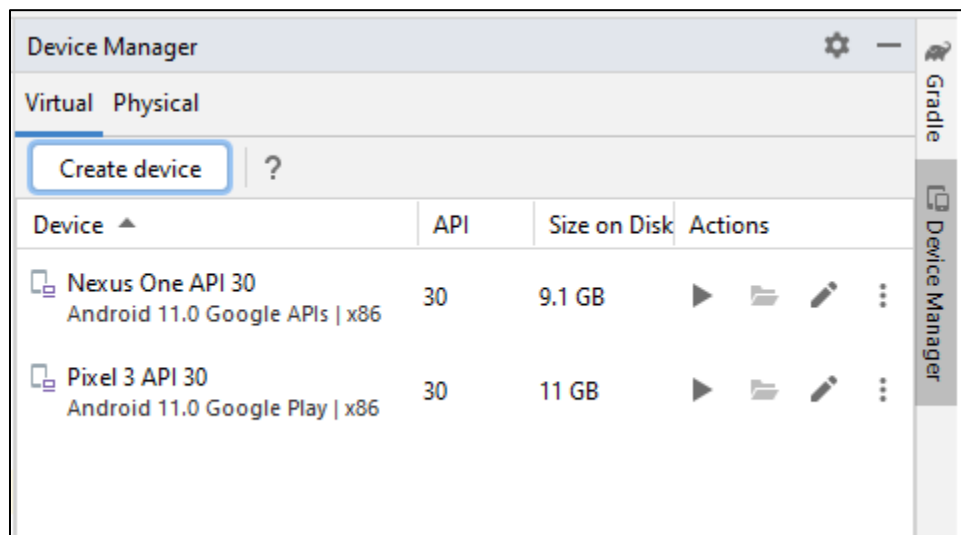 Device Manager
Virtual Physical
Create device ?
Device API Size on Disk Actions
Nexus One API 30
Android 11.0 Google APIs | x86
30 9.1 GB
Pixel 3 API 30
Android 11.0 Google Play | x86
30 11 GB
Gradle
Device Manager